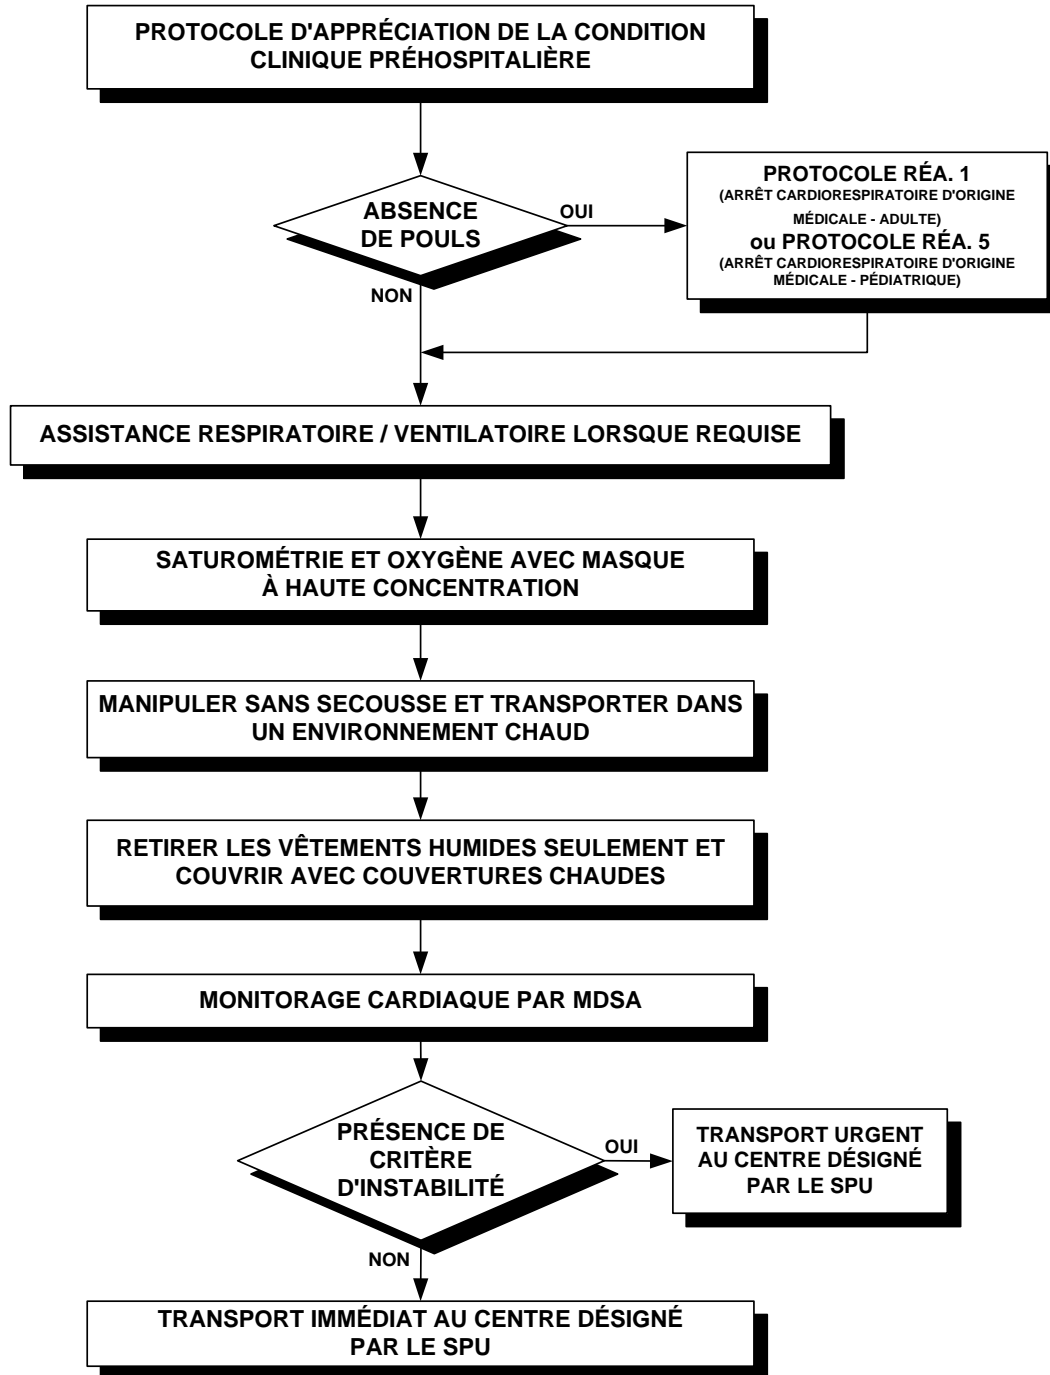 PROTOCOLE D'APPRÉCIATION DE LA CONDITION
CLINIQUE PRÉHOSPITALIÈRE
ABSENCE
DE POULS
OUI
PROTOCOLE RÉA. 1
(ARRÊT CARDIORESPIRATOIRE D'ORIGINE
MÉDICALE - ADULTE)
ou PROTOCOLE RÉA. 5
(ARRÊT CARDIORESPIRATOIRE D'ORIGINE
MÉDICALE - PÉDIATRIQUE)
NON
ASSISTANCE RESPIRATOIRE / VENTILATOIRE LORSQUE REQUISE
SATUROMÉTRIE ET OXYGÈNE AVEC MASQUE
À HAUTE CONCENTRATION
MANIPULER SANS SECOUSSE ET TRANSPORTER DANS
UN ENVIRONNEMENT CHAUD
RETIRER LES VÊTEMENTS HUMIDES SEULEMENT ET
COUVRIR AVEC COUVERTURES CHAUDES
MONITORAGE CARDIAQUE PAR MDSA
PRÉSENCE DE
CRITÈRE
D'INSTABILITÉ
OUI
TRANSPORT URGENT
AU CENTRE DÉSIGNÉ
PAR LE SPU
NON
TRANSPORT IMMÉDIAT AU CENTRE DÉSIGNÉ
PAR LE SPU